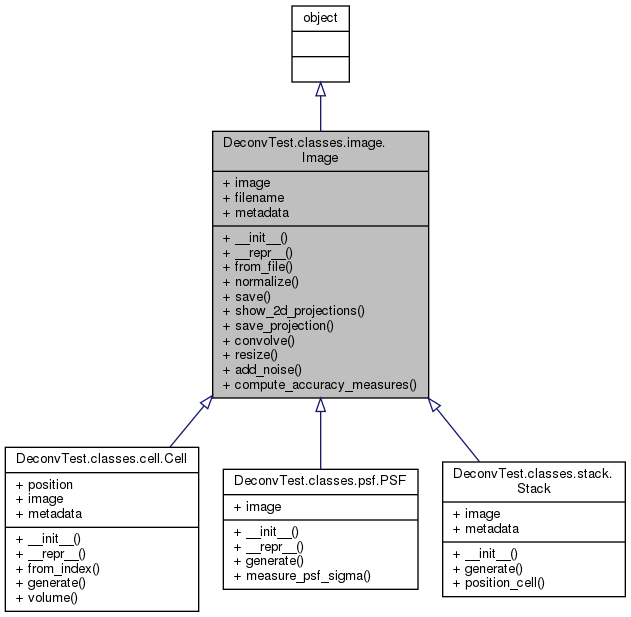 object
DeconvTest.classes.image.
Image
+ image
+ filename
+ metadata
+ __init__()
+ __repr__()
+ from_file()
+ normalize()
+ save()
+ show_2d_projections()
+ save_projection()
+ convolve()
+ resize()
+ add_noise()
+ compute_accuracy_measures()
DeconvTest.classes.cell.Cell
+ position
+ image
+ metadata
+ __init__()
+ __repr__()
+ from_index()
+ generate()
+ volume()
DeconvTest.classes.psf.PSF
+ image
+ __init__()
+ __repr__()
+ generate()
+ measure_psf_sigma()
DeconvTest.classes.stack.
Stack
+ image
+ metadata
+ __init__()
+ generate()
+ position_cell()